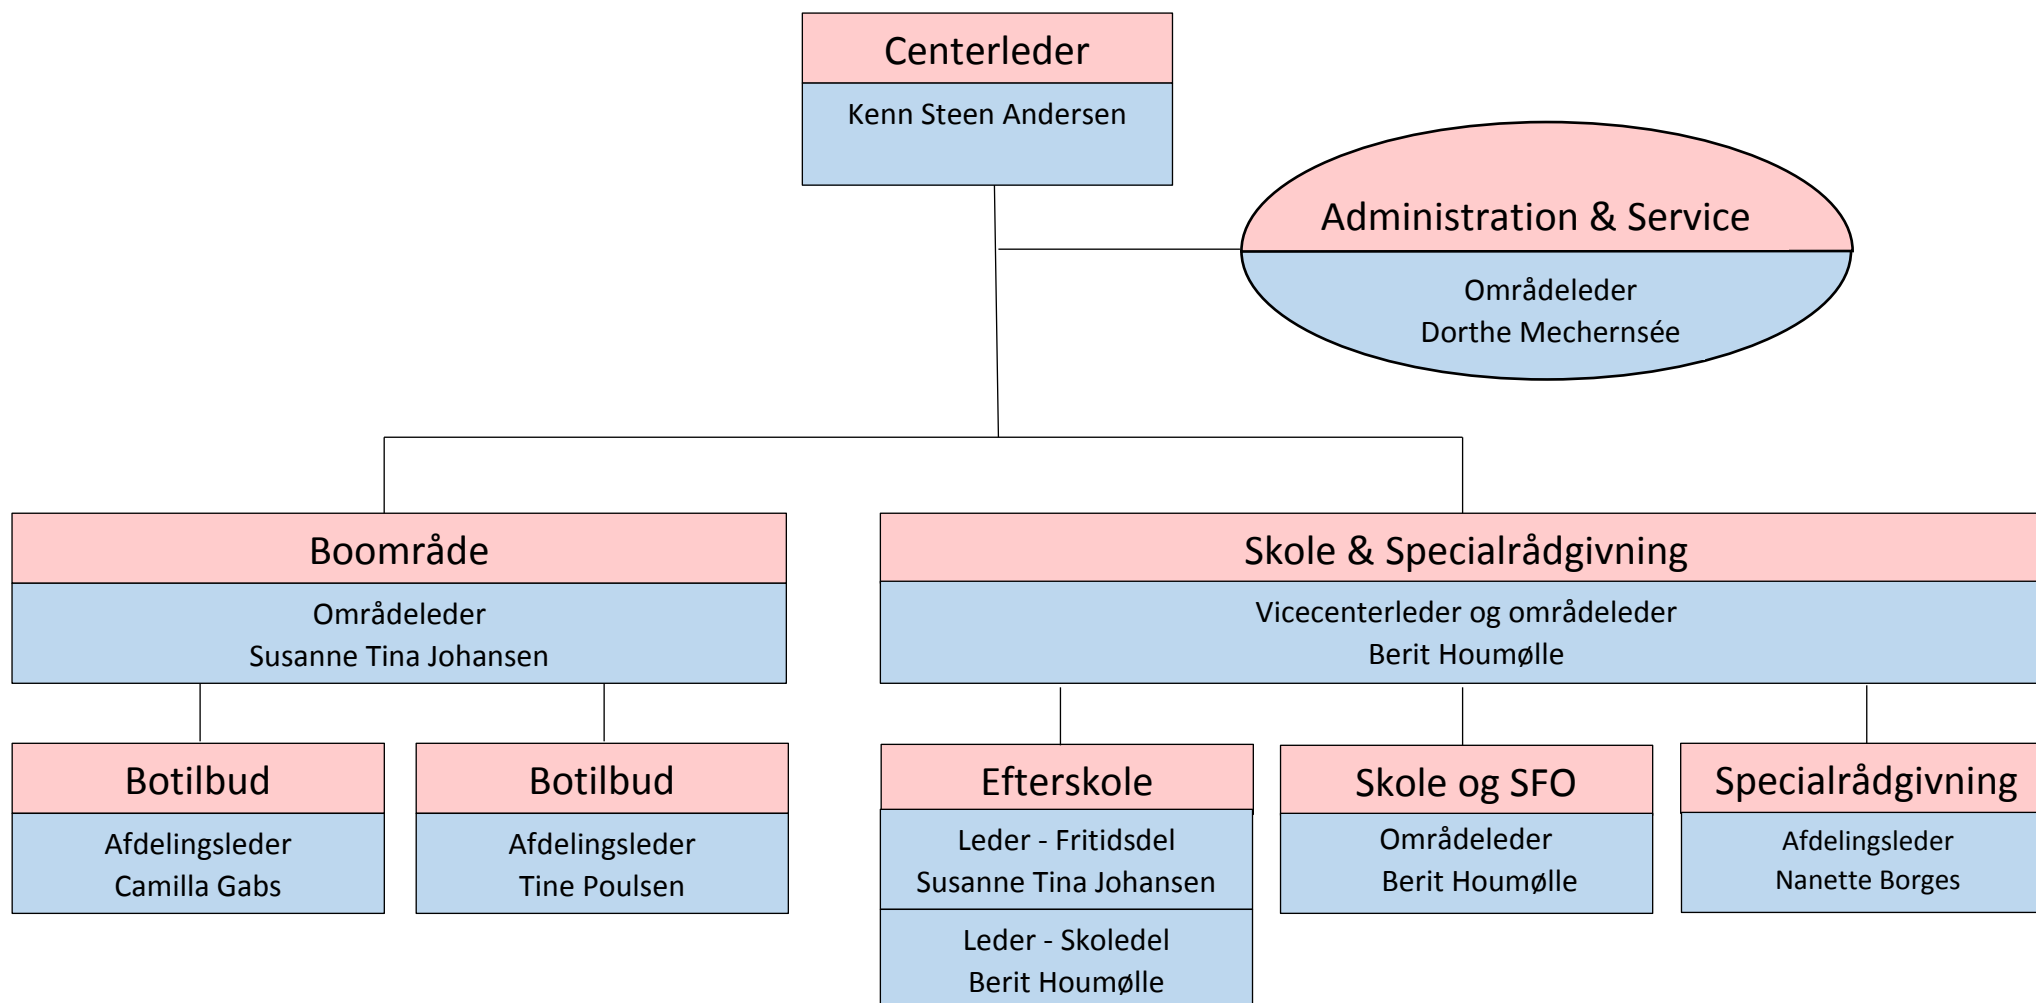 Centerleder
Kenn Steen Andersen
Administration & Service
Områdeleder
Dorthe Mechernsée
Boområde
Områdeleder
Susanne Tina Johansen
Skole & Specialrådgivning
Vicecenterleder og områdeleder
Berit Houmølle
Botilbud
Afdelingsleder
Camilla Gabs
Botilbud
Afdelingsleder
Tine Poulsen
Efterskole
Leder - Fritidsdel
Susanne Tina Johansen
Leder - Skoledel
Berit Houmølle
Skole og SFO
Områdeleder
Berit Houmølle
Specialrådgivning
Afdelingsleder
Nanette Borges